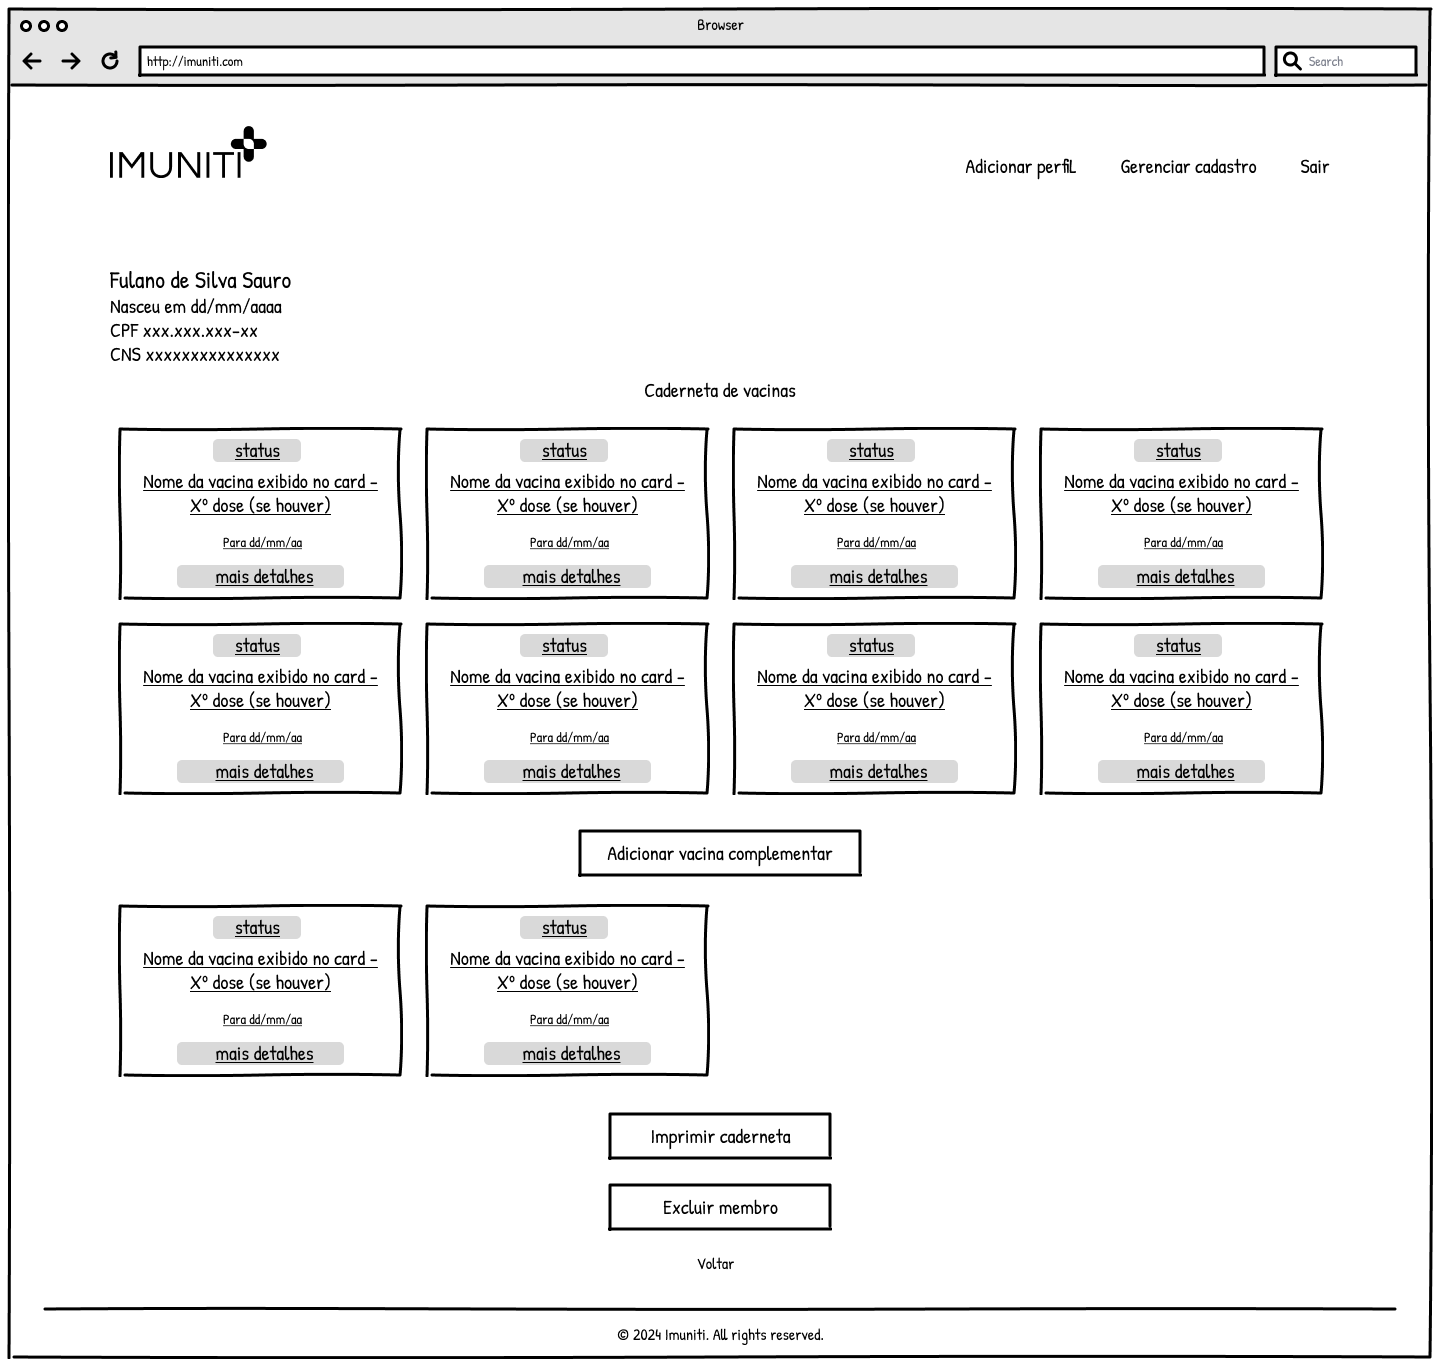 Browser
http://imuniti.com
Search
IMUNITI
Adicionar perfil Gerenciar cadastro Sair
Fulano de Silva Sauro
Nasceu em dd/mm/aaaa
CPF xxx.xxx.xxx-xx
CNS xxxxxxxxxxxxxxx
Caderneta de vacinas
status
Nome da vacina exibido no card -
Xº dose (se houver)
Para dd/mm/aa
mais detalhes
status
Nome da vacina exibido no card -
Xº dose (se houver)
Para dd/mm/aa
mais detalhes
status
Nome da vacina exibido no card -
Xº dose (se houver)
Para dd/mm/aa
mais detalhes
status
Nome da vacina exibido no card -
Xº dose (se houver)
Para dd/mm/aa
mais detalhes
status
Nome da vacina exibido no card -
Xº dose (se houver)
Para dd/mm/aa
mais detalhes
status
Nome da vacina exibido no card -
Xº dose (se houver)
Para dd/mm/aa
mais detalhes
status
Nome da vacina exibido no card -
Xº dose (se houver)
Para dd/mm/aa
mais detalhes
status
Nome da vacina exibido no card -
Xº dose (se houver)
Para dd/mm/aa
mais detalhes
Adicionar vacina complementar
status
Nome da vacina exibido no card -
Xº dose (se houver)
Para dd/mm/aa
mais detalhes
status
Nome da vacina exibido no card -
Xº dose (se houver)
Para dd/mm/aa
mais detalhes
Imprimir caderneta
Excluir membro
Voltar
© 2024 Imuniti. All rights reserved.